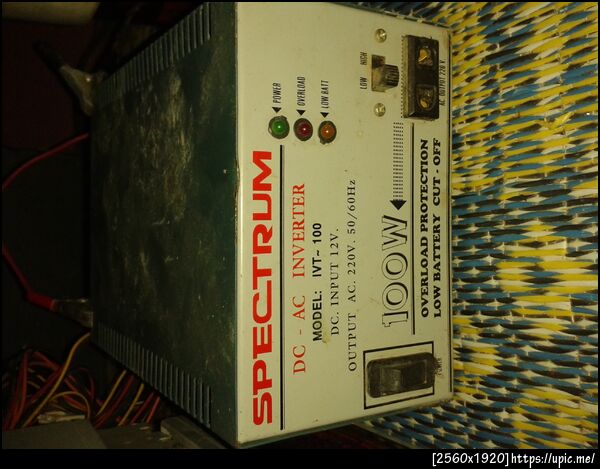 SPECTRUM
DC - AC INVERTER
MODEL: IVT~ 100
DC. INPUT 12V.
OUTPUT AC. 220V. 50/60Hz
100W
OVERLOAD PROTECTION
LOW BATTERY CUT - OFF
POWER
OVERLOAD
LOW BATT
LOW HIGH
AC OUTPUT 220 V.
POWER
[2560x1920]https://upic.me/